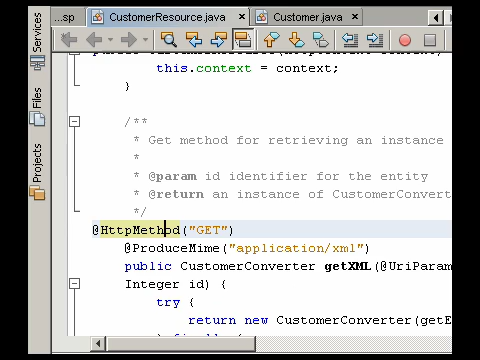 ...sp CustomerResource.java Customer.java
Services
Files
Projects
this.context = context;
}
/**
* Get method for retrieving an instance
*
* @param id identifier for the entity
* @return an instance of CustomerConvert
*/
@HttpMethod("GET")
@ProduceMime("application/xml")
public CustomerConverter getXML(@UriParam
Integer id) {
try {
return new CustomerConverter(getE